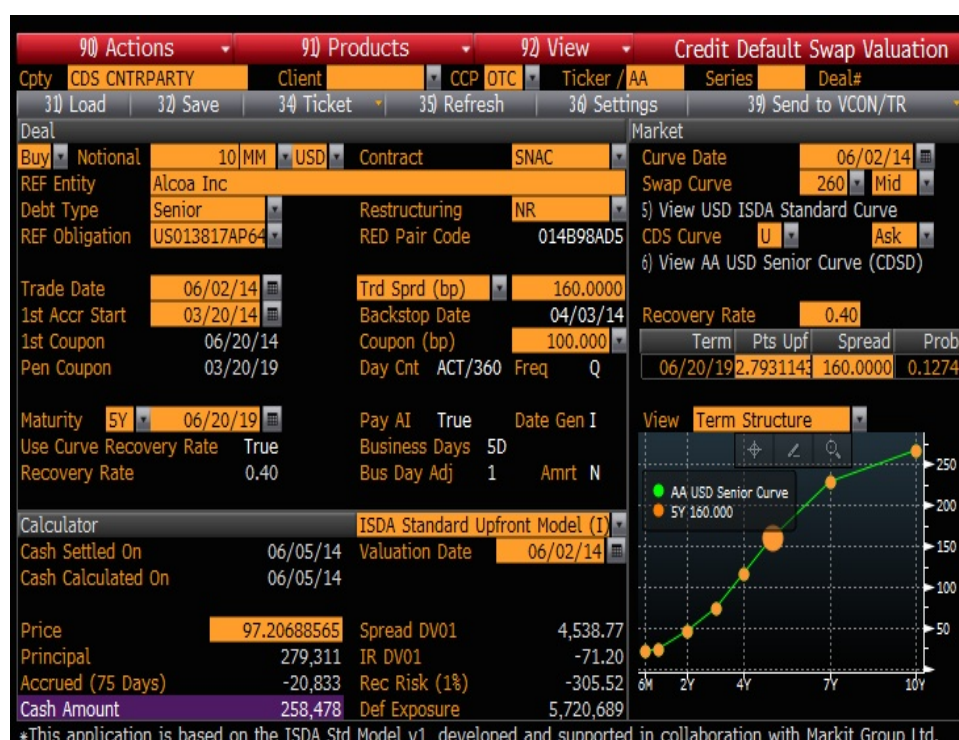 90) Actions 91) Products 92) View Credit Default Swap Valuation
Cpty CDS CNTRPARTY Client CCP OTC Ticker / AA Series Deal#
31) Load 32) Save 34) Ticket 35) Refresh 36) Settings 39) Send to VCON/TR
Deal
Buy Notional 10 MM USD Contract SNAC
REF Entity Alcoa Inc
Debt Type Senior Restructuring NR
REF Obligation US013817AP64 RED Pair Code 014B98AD5
Trade Date 06/02/14 Trd Sprd (bp) 160.0000
1st Accr Start 03/20/14 Backstop Date 04/03/14
1st Coupon 06/20/14 Coupon (bp) 100.000
Pen Coupon 03/20/19 Day Cnt ACT/360 Freq Q
Maturity 5Y 06/20/19 Pay AI True Date Gen I
Use Curve Recovery Rate True Business Days 5D
Recovery Rate 0.40 Bus Day Adj 1 Amrt N
Market
Curve Date 06/02/14
Swap Curve 260 Mid
5) View USD ISDA Standard Curve
CDS Curve U Ask
6) View AA USD Senior Curve (CDSD)
Recovery Rate 0.40
Term Pts Upf Spread Prob
06/20/19 2.7931143 160.0000 0.1274
View Term Structure
AA USD Senior Curve
5Y 160.000
250
200
150
100
50
6M 2Y 4Y 7Y 10Y
Calculator ISDA Standard Upfront Model (I)
Cash Settled On 06/05/14 Valuation Date 06/02/14
Cash Calculated On 06/05/14
Price 97.20688565 Spread DV01 4,538.77
Principal 279,311 IR DV01 -71.20
Accrued (75 Days) -20,833 Rec Risk (1%) -305.52
Cash Amount 258,478 Def Exposure 5,720,689
*This application is based on the ISDA Std Model v1, developed and supported in collaboration with Markit Group Ltd.